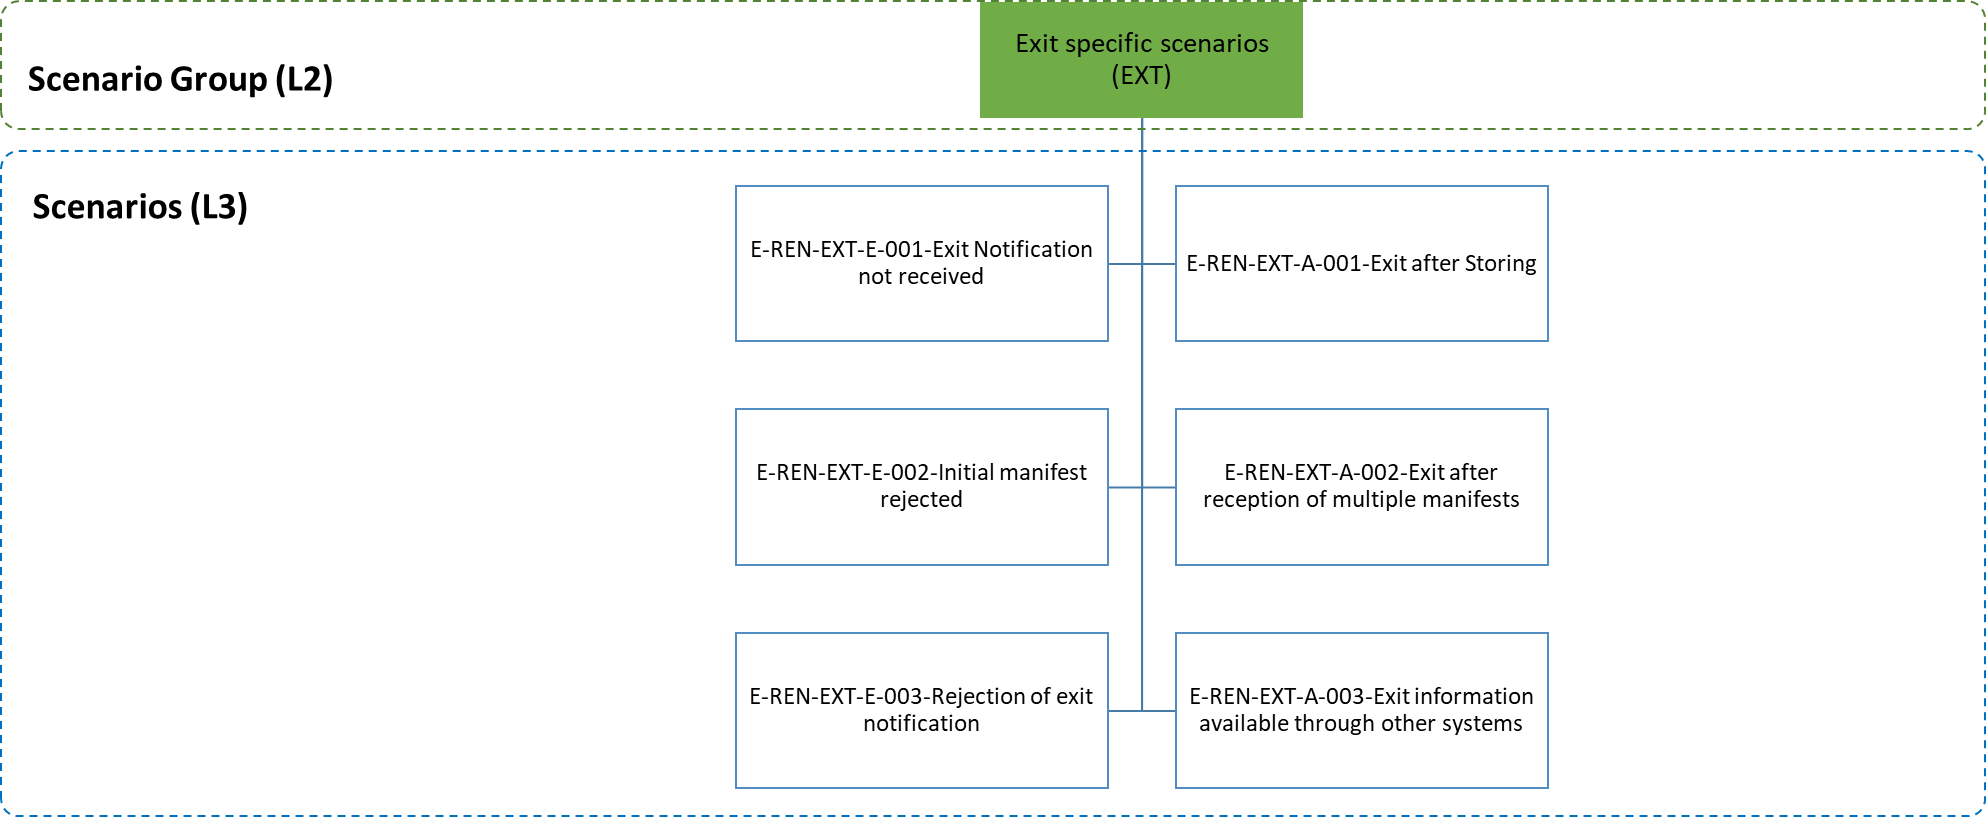 Exit specific scenarios
(EXT)
Scenario Group (L2)
Scenarios (L3)
E-REN-EXT-E-001-Exit Notification
not received
E-REN-EXT-A-001-Exit after Storing
E-REN-EXT-E-002-Initial manifest
rejected
E-REN-EXT-A-002-Exit after
reception of multiple manifests
E-REN-EXT-E-003-Rejection of exit
notification
E-REN-EXT-A-003-Exit information
available through other systems